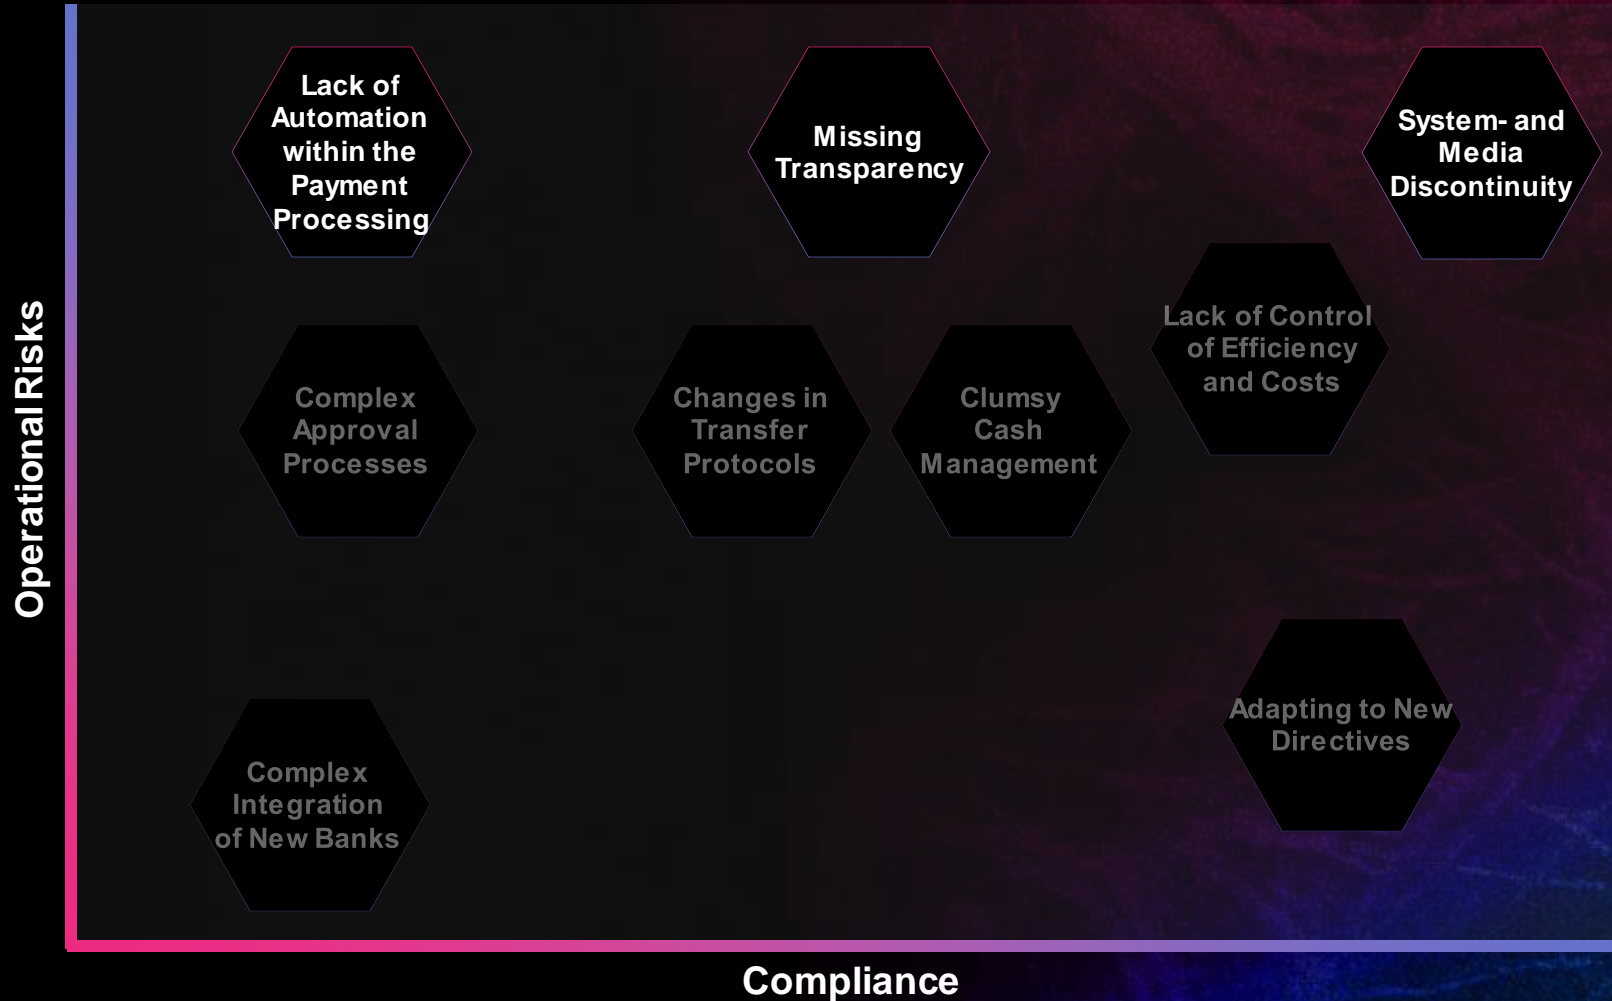 Lack of
Automation
within the
Payment
Processing
Missing
Transparency
System- and
Media
Discontinuity
Lack of Control
of Efficiency
and Costs
Complex
Approval
Processes
Changes in
Transfer
Protocols
Clumsy
Cash
Management
Adapting to New
Directives
Complex
Integration
of New Banks
Operational Risks
Compliance